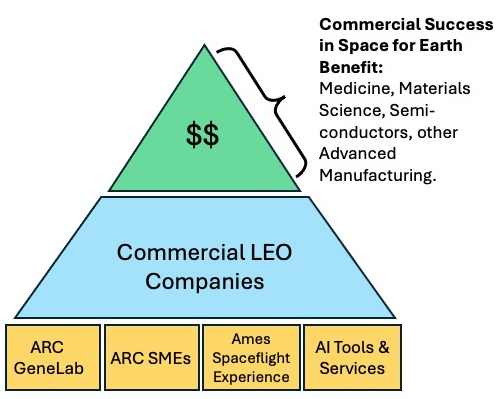 Commercial Success
in Space for Earth
Benefit:
Medicine, Materials
Science, Semi-
conductors, other
Advanced
Manufacturing.
$$
Commercial LEO
Companies
ARC
GeneLab
ARC SMEs
Ames
Spaceflight
Experience
AI Tools &
Services